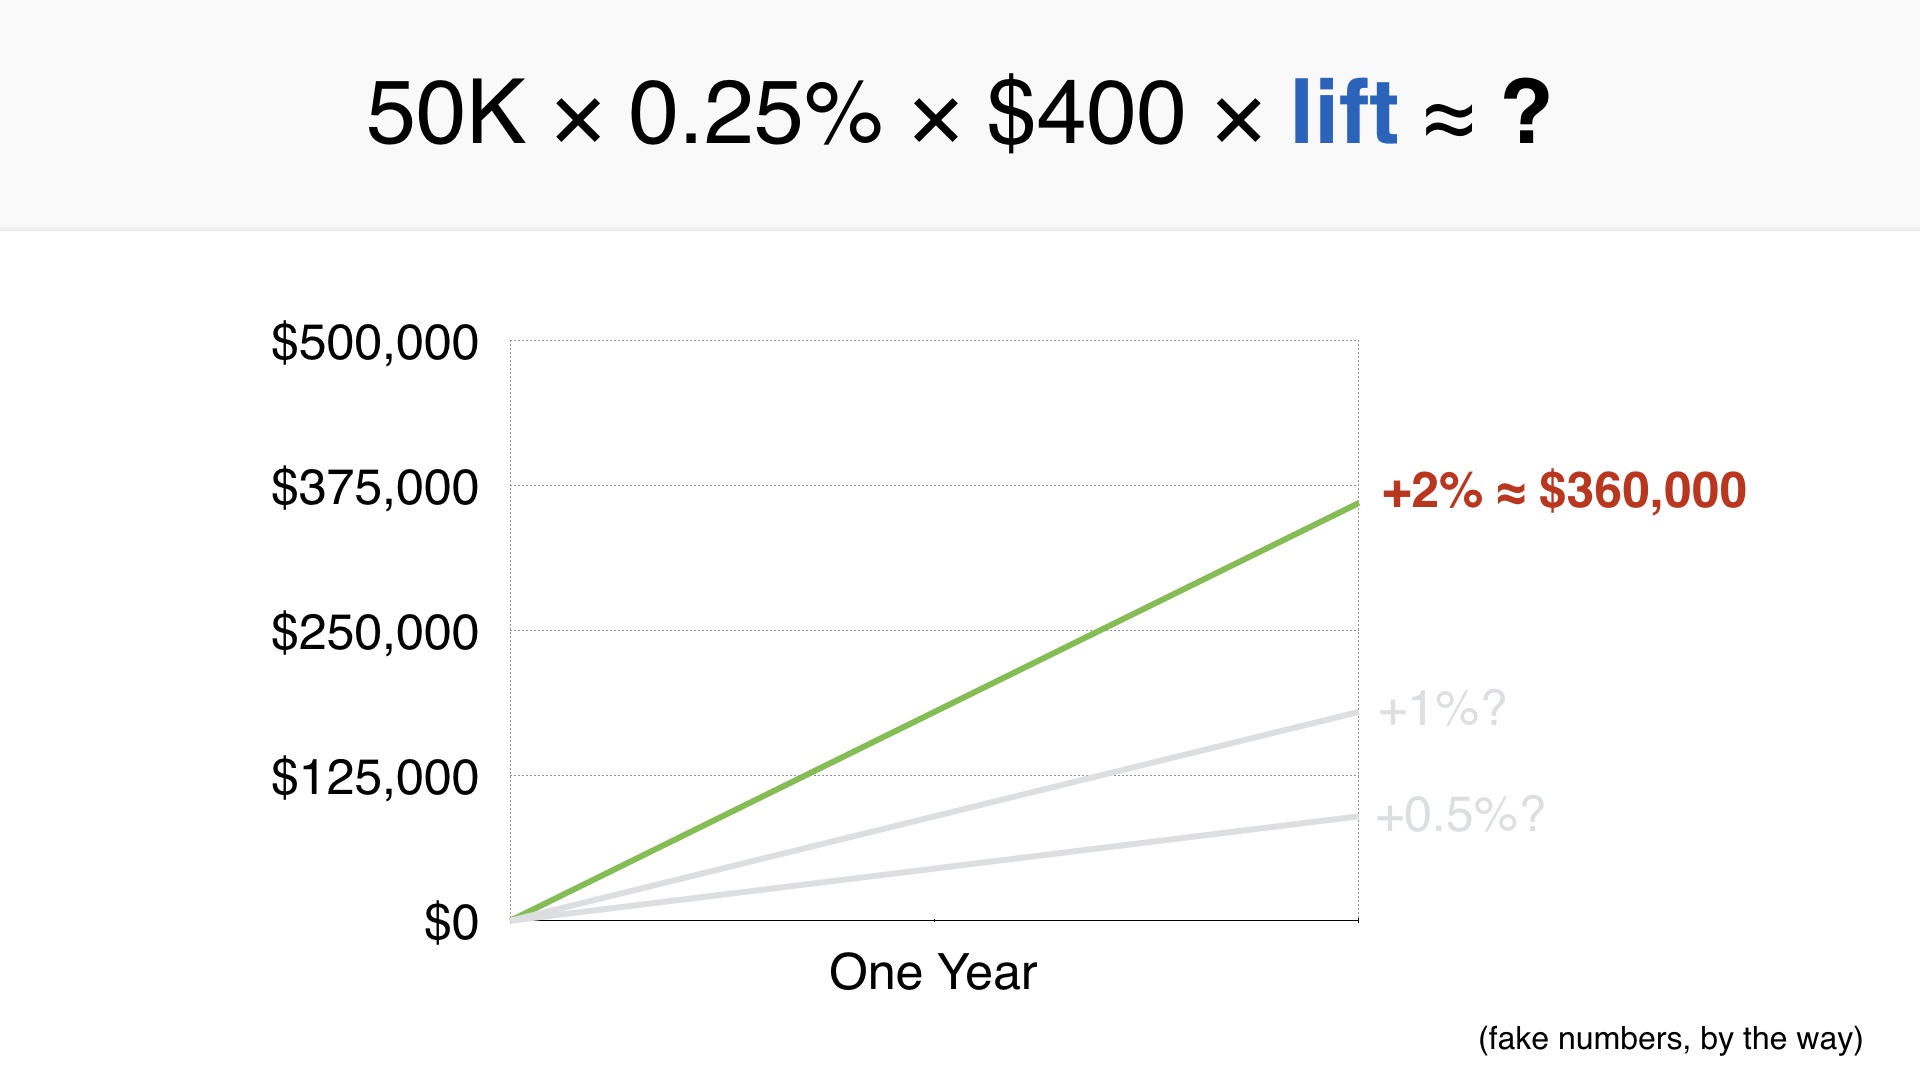 50K × 0.25% × $400 × lift ≈ ?
$500,000
$375,000
+2% ≈ $360,000
$250,000
+1%?
$125,000
+0.5%?
$0
One Year
(fake numbers, by the way)